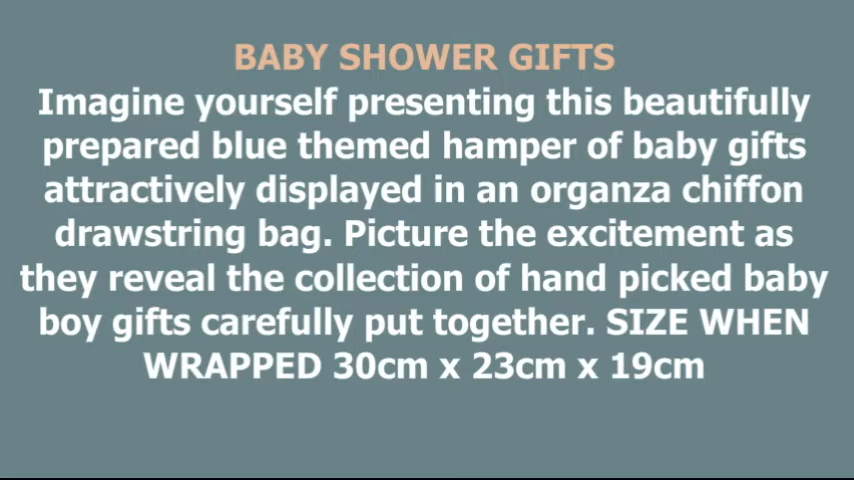 BABY SHOWER GIFTS
Imagine yourself presenting this beautifully
prepared blue themed hamper of baby gifts
attractively displayed in an organza chiffon
drawstring bag. Picture the excitement as
they reveal the collection of hand picked baby
boy gifts carefully put together. SIZE WHEN
WRAPPED 30cm x 23cm x 19cm